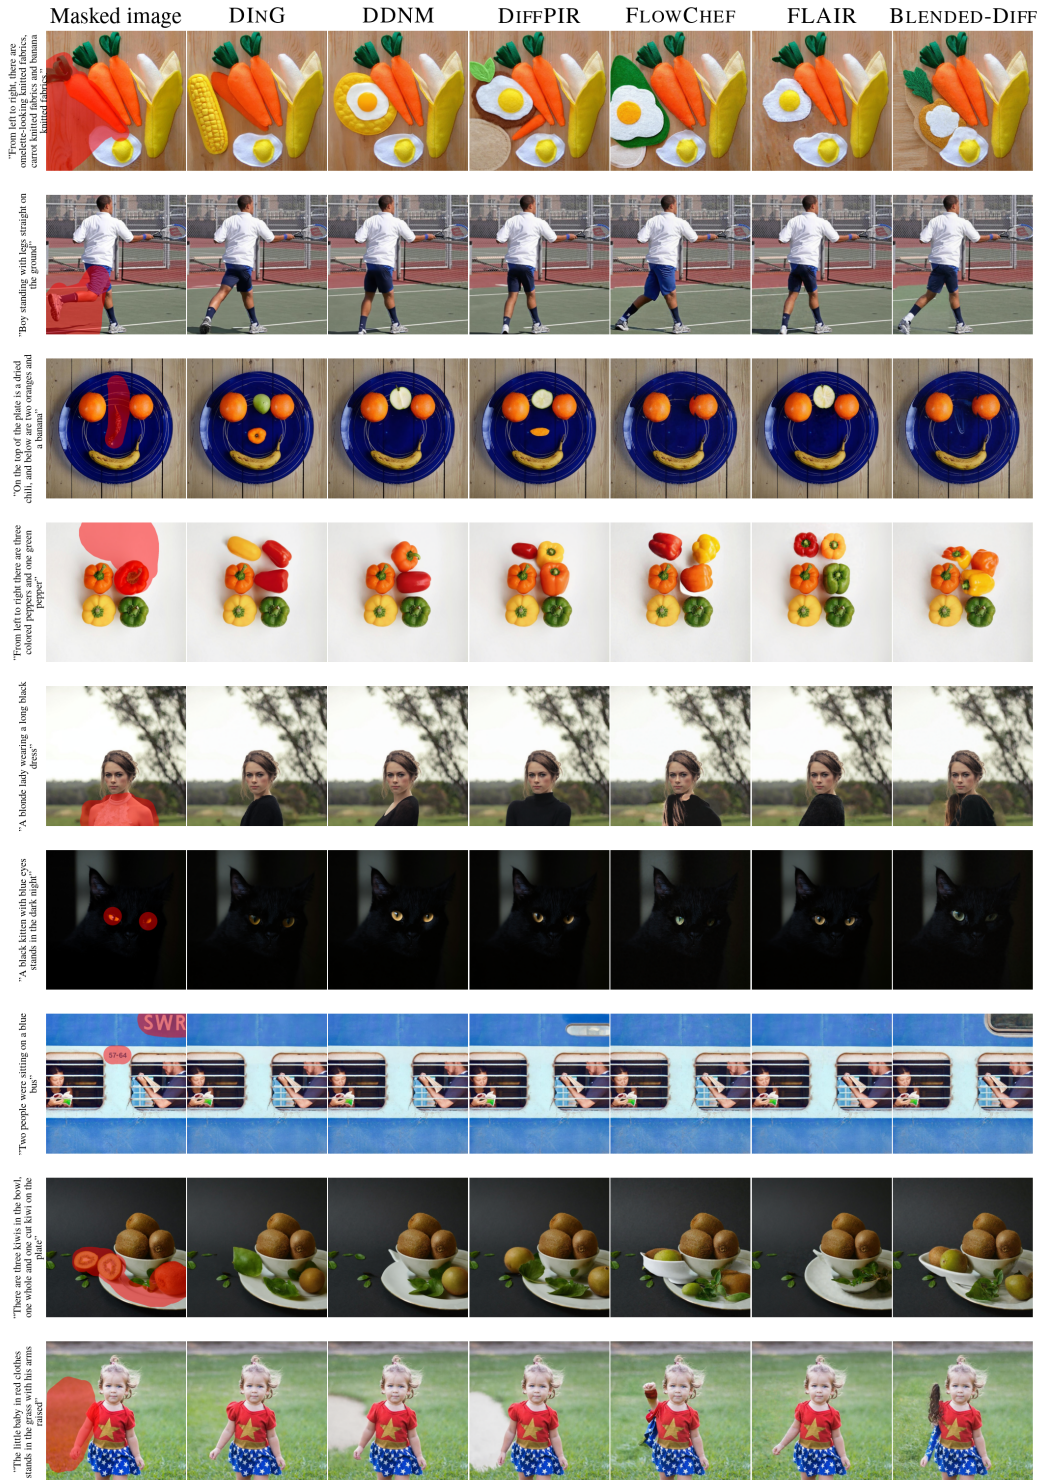 Masked image DInG DDNM DiffPIR FlowChef FLAIR Blended-Diff
"From left to right, there are
omelette-looking knitted fabrics,
carrot knitted fabrics and banana
knitted fabrics."
"Boy standing with legs straight on
the ground"
"On the top of the plate is a dried
chili, and below are two oranges and
a banana"
"From left to right there are three
colored peppers and one green
pepper"
"A blonde lady wearing a long black
dress"
"A black kitten with blue eyes
stands in the dark night"
"Two people were sitting on a blue
bus"
SWR
57-64
"There are three kiwis in the bowl,
one whole and one cut kiwi on the
plate"
"The little baby in red clothes
stands in the grass with his arms
raised"